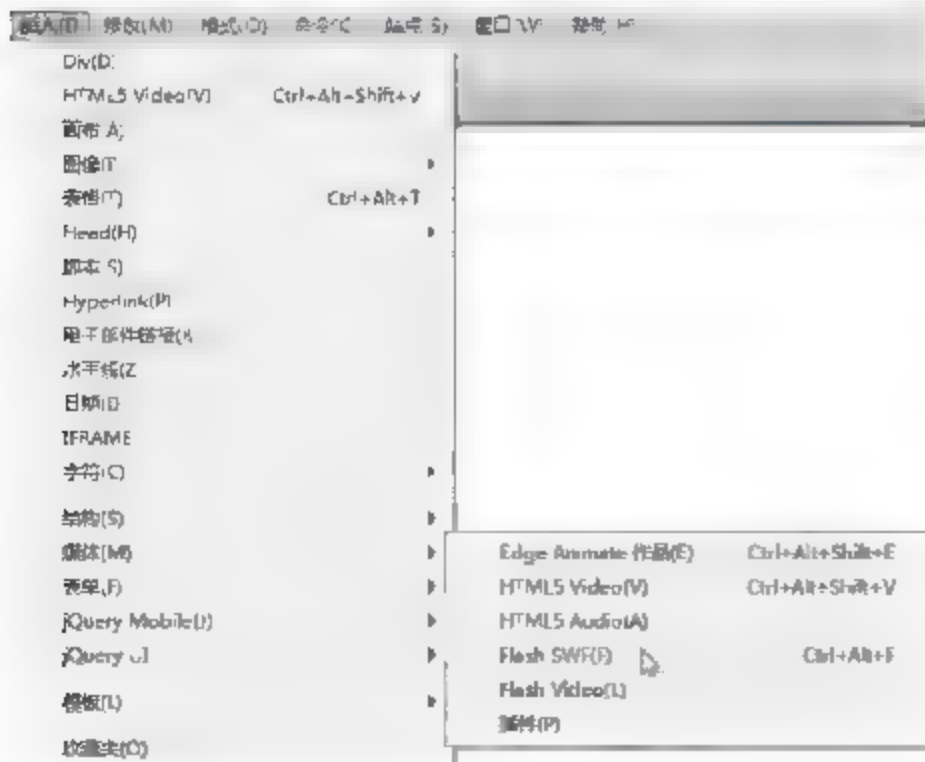 插入(I) 修改(M) 格式(O) 命令(C) 站点(S) 窗口(W) 帮助(H)
Div(D)
HTML5 Video(V) Ctrl+Alt+Shift+V
画布(A)
图像(I)
表格(T) Ctrl+Alt+T
Head(H)
脚本(S)
Hyperlink(P)
电子邮件链接(K)
水平线(Z)
日期(D)
IFRAME
字符(C)
结构(S)
媒体(M)
表单(F)
jQuery Mobile(J)
jQuery UI
模板(L)
收藏夹(O)
Edge Animate 作品(E) Ctrl+Alt+Shift+E
HTML5 Video(V) Ctrl+Alt+Shift+V
HTML5 Audio(A)
Flash SWF(F) Ctrl+Alt+F
Flash Video(L)
插件(P)